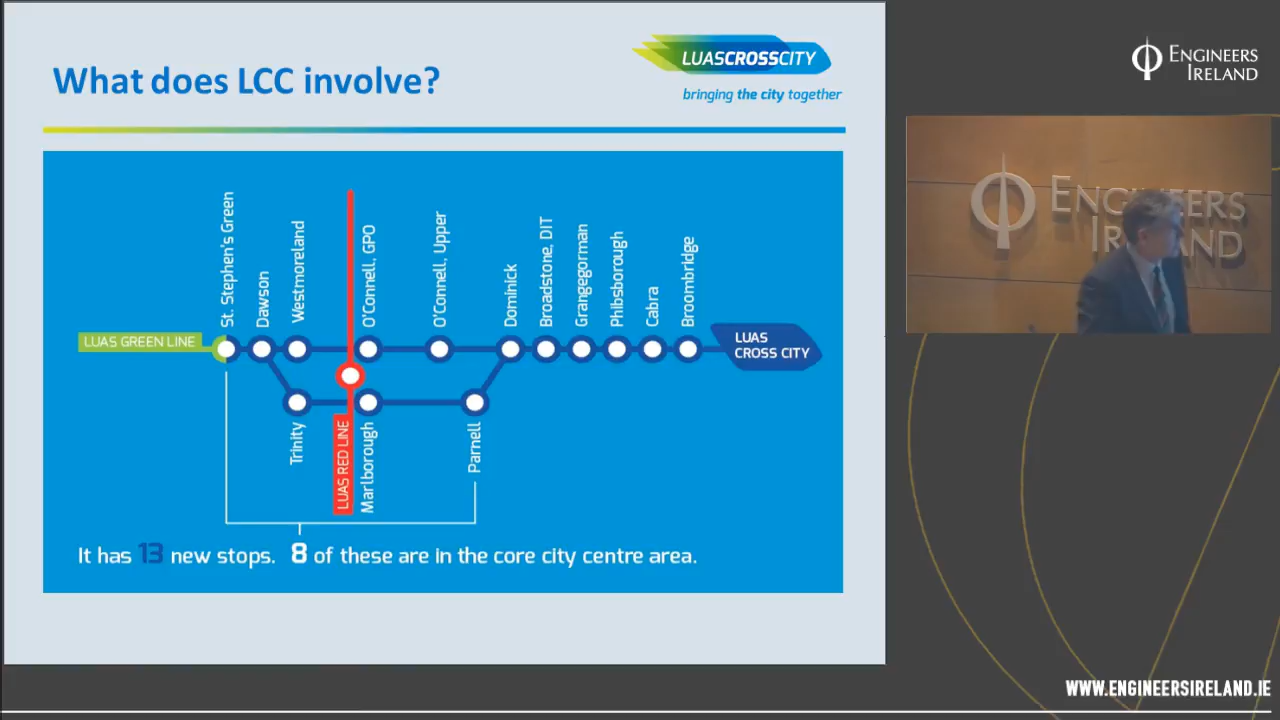 What does LCC involve?
LUASCROSSCITY
bringing the city together
ENGINEERS
IRELAND
St. Stephen's Green
Dawson
Westmoreland
O'Connell, GPO
O'Connell, Upper
Dominick
Broadstone, DIT
Grangegorman
Phibsborough
Cabra
Broombridge
LUAS GREEN LINE
LUAS
CROSS CITY
Trinity
LUAS RED LINE
Marlborough
Parnell
It has 13 new stops. 8 of these are in the core city centre area.
ENGINEERS
IRELAND
WWW.ENGINEERSIRELAND.IE